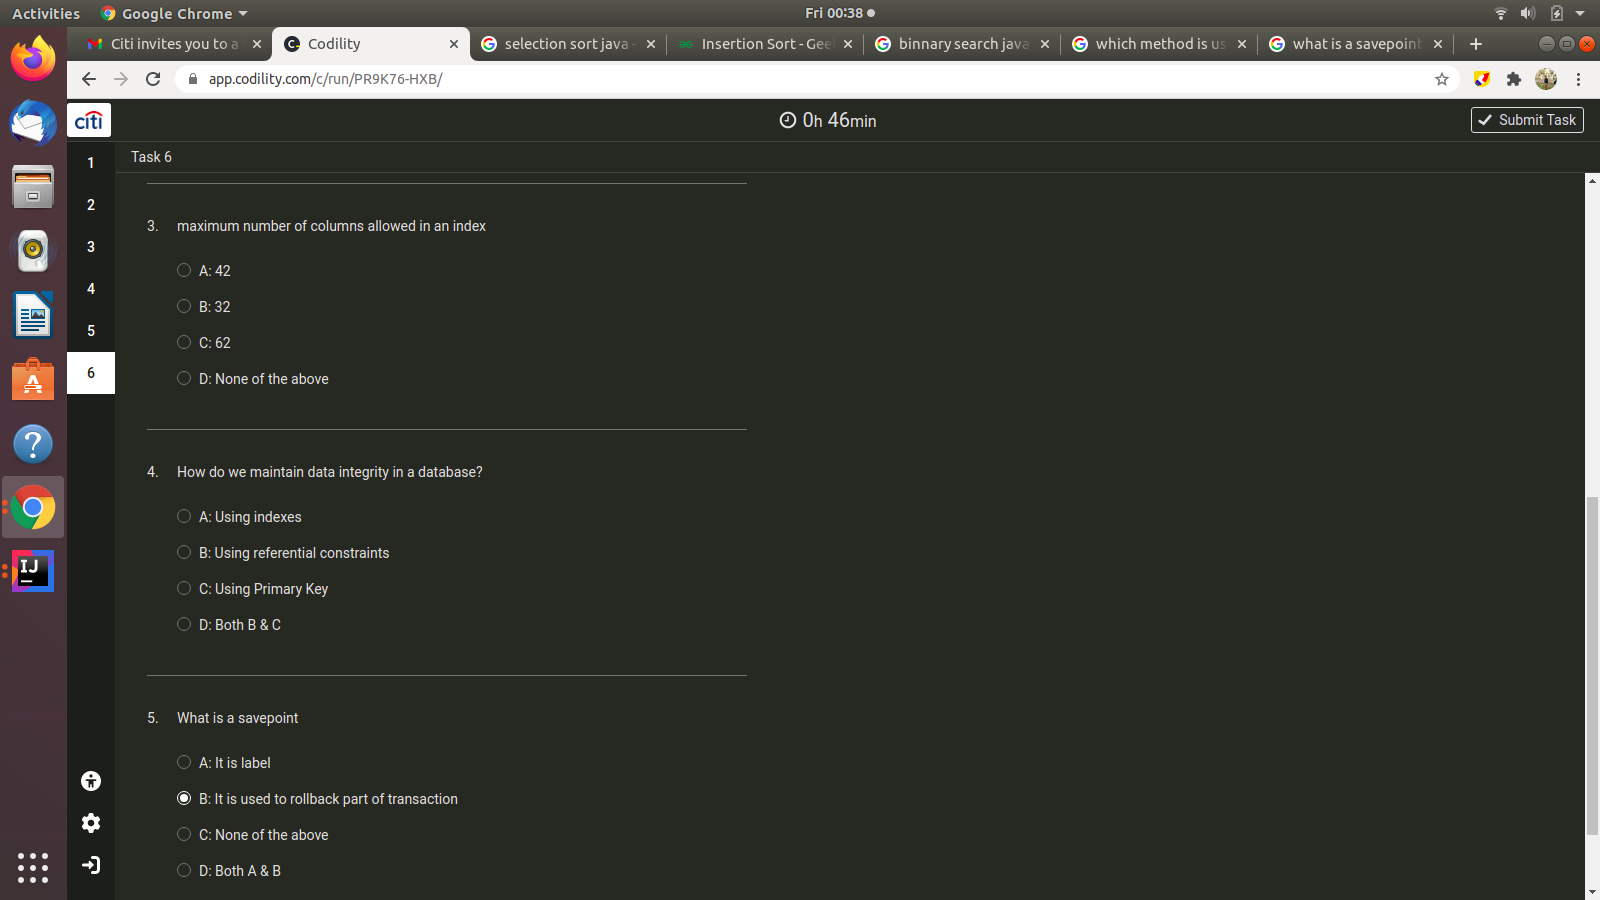 Activities
Google Chrome
Fri 00:38
Citi invites you to a
Codility
selection sort java
Insertion Sort - Gee
binnary search java
which method is us
what is a savepoint
app.codility.com/c/run/PR9K76-HXB/
citi
0h 46min
Submit Task
Task 6
1
2
3
4
5
6
3. maximum number of columns allowed in an index
A: 42
B: 32
C: 62
D: None of the above
4. How do we maintain data integrity in a database?
A: Using indexes
B: Using referential constraints
C: Using Primary Key
D: Both B & C
5. What is a savepoint
A: It is label
B: It is used to rollback part of transaction
C: None of the above
D: Both A & B
IJ